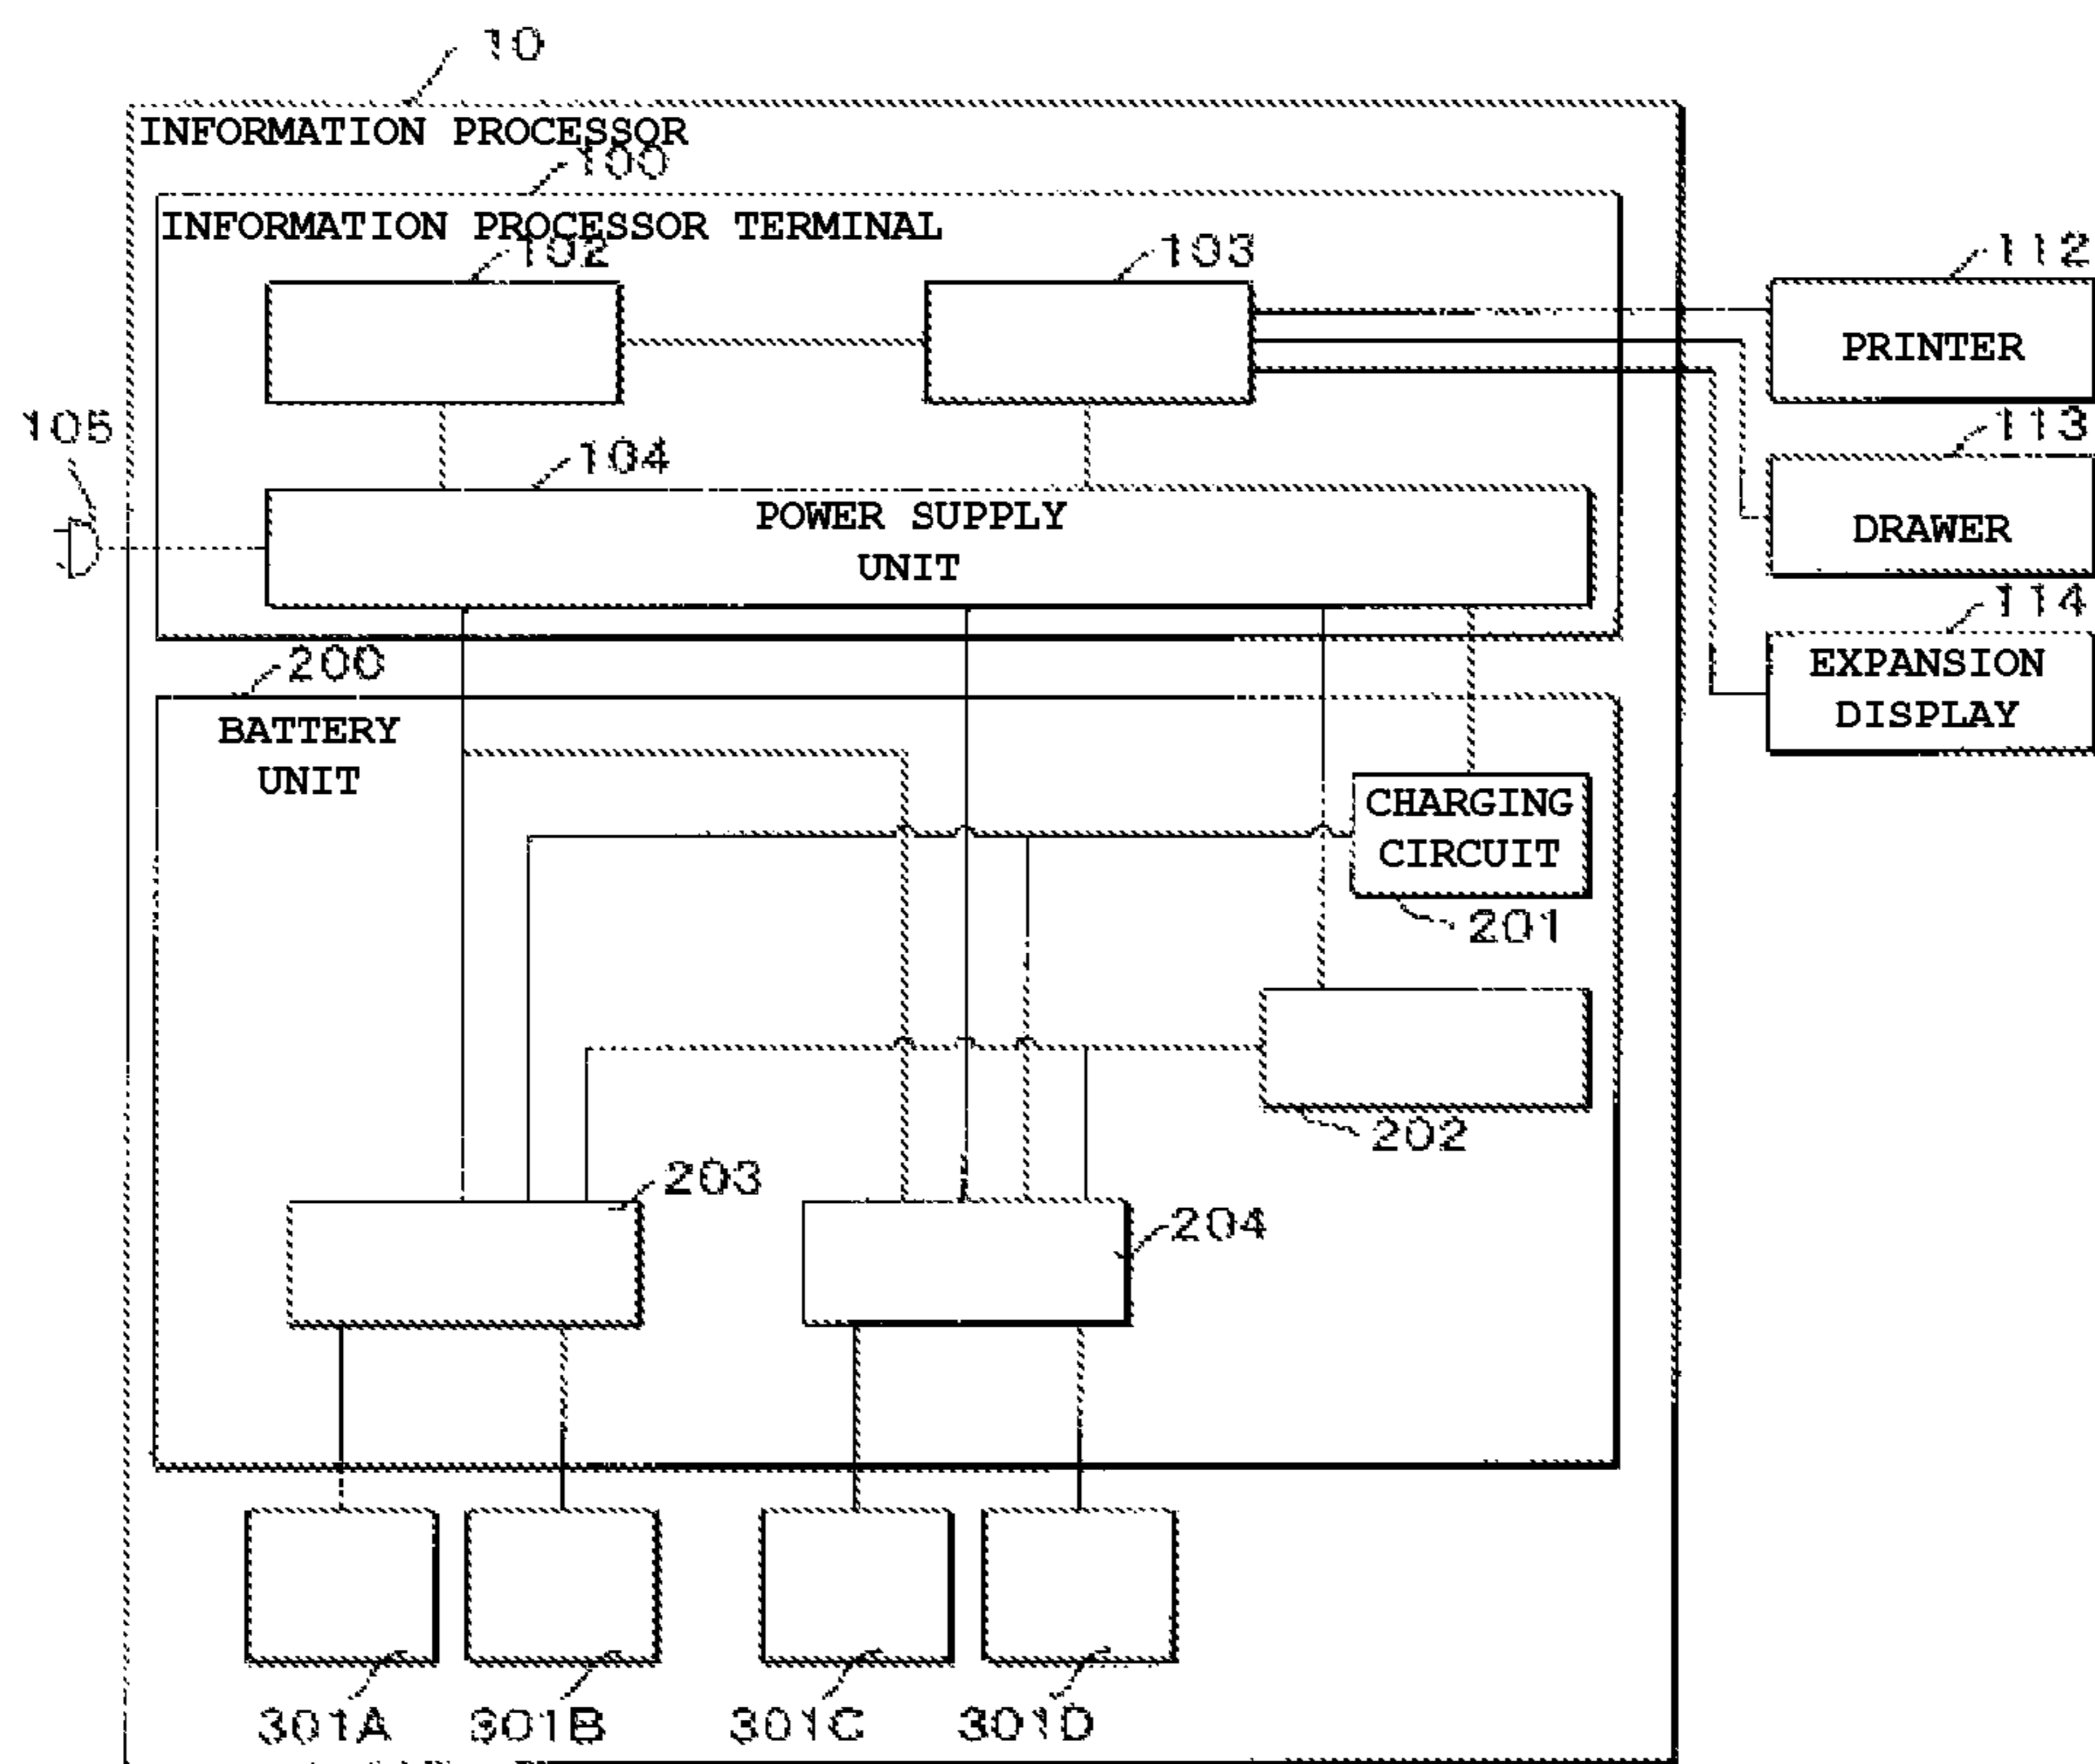 10
INFORMATION PROCESSOR
100
INFORMATION PROCESSOR TERMINAL
102
103
112
PRINTER
105
104
113
POWER SUPPLY
UNIT
DRAWER
114
200
EXPANSION
DISPLAY
BATTERY
UNIT
CHARGING
CIRCUIT
201
202
203
204
301A
301B
301C
301D